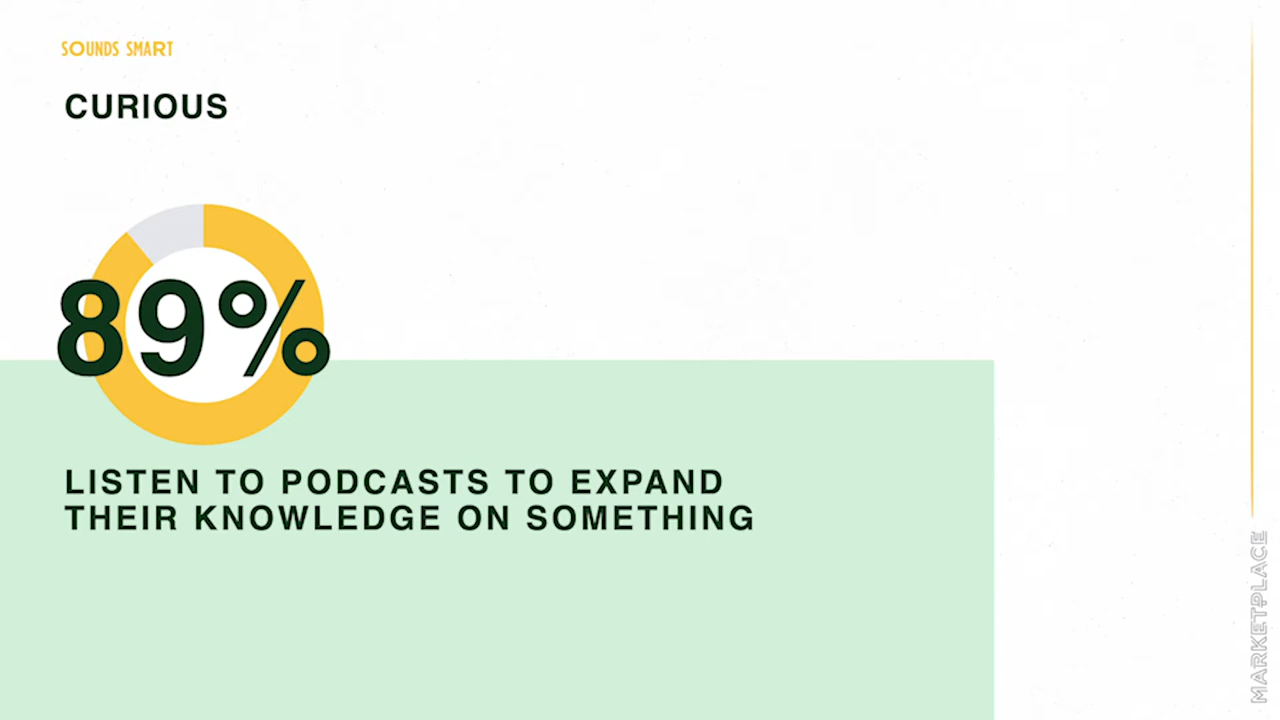 SOUNDS SMART
CURIOUS
89%
LISTEN TO PODCASTS TO EXPAND
THEIR KNOWLEDGE ON SOMETHING
MARKETPLACE